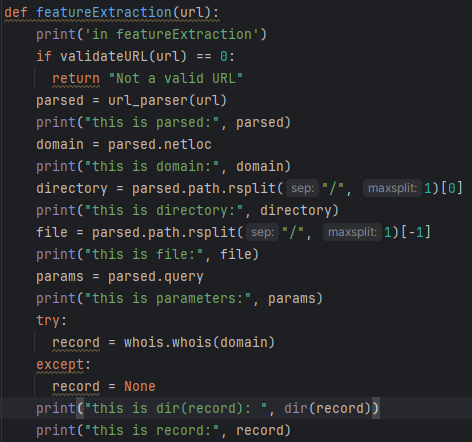 def featureExtraction(url):
    print('in featureExtraction')
    if validateURL(url) == 0:
      return "Not a valid URL"
    parsed = url_parser(url)
    print("this is parsed:", parsed)
    domain = parsed.netloc
    print("this is domain:", domain)
    directory = parsed.path.rsplit( sep: "/", maxsplit: 1)[0]
    print("this is directory:", directory)
    file = parsed.path.rsplit( sep: "/", maxsplit: 1)[-1]
    print("this is file:", file)
    params = parsed.query
    print("this is parameters:", params)
    try:
      record = whois.whois(domain)
    except:
      record = None
    print("this is dir(record): ", dir(record))
    print("this is record:", record)